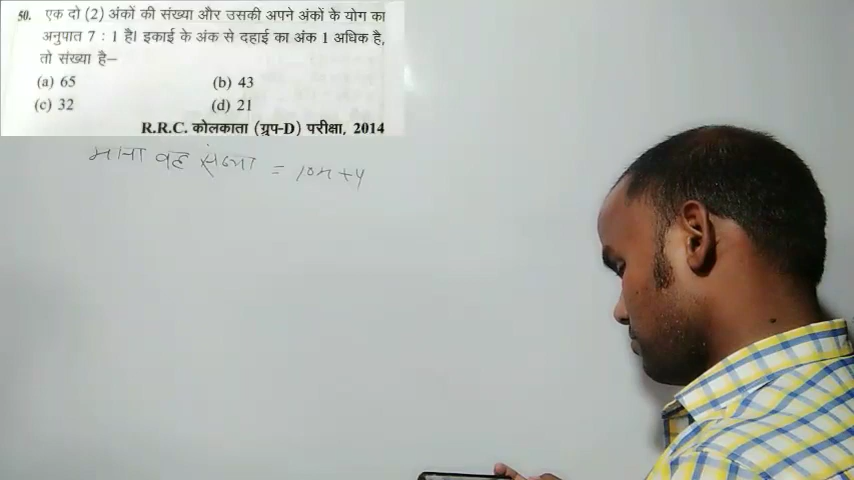 50. एक दो (2) अंकों की संख्या और उसकी अपने अंकों के योग का
अनुपात 7 : 1 है। इकाई के अंक से दहाई का अंक 1 अधिक है,
तो संख्या है–
(a) 65 (b) 43
(c) 32 (d) 21
R.R.C. कोलकाता (ग्रुप-D) परीक्षा, 2014
माना वह संख्या = 10x+y